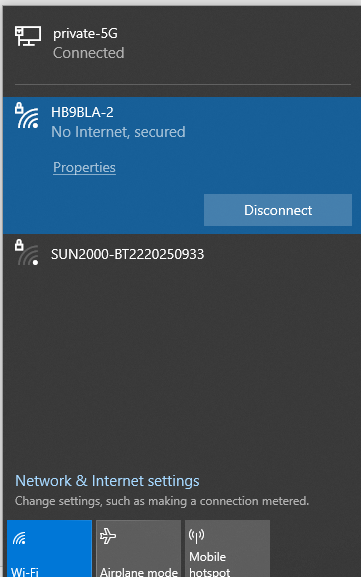 private-5G
Connected
HB9BLA-2
No Internet, secured
Properties
Disconnect
SUN2000-BT2220250933
Network & Internet settings
Change settings, such as making a connection metered.
Wi-Fi
Airplane mode
Mobile
hotspot